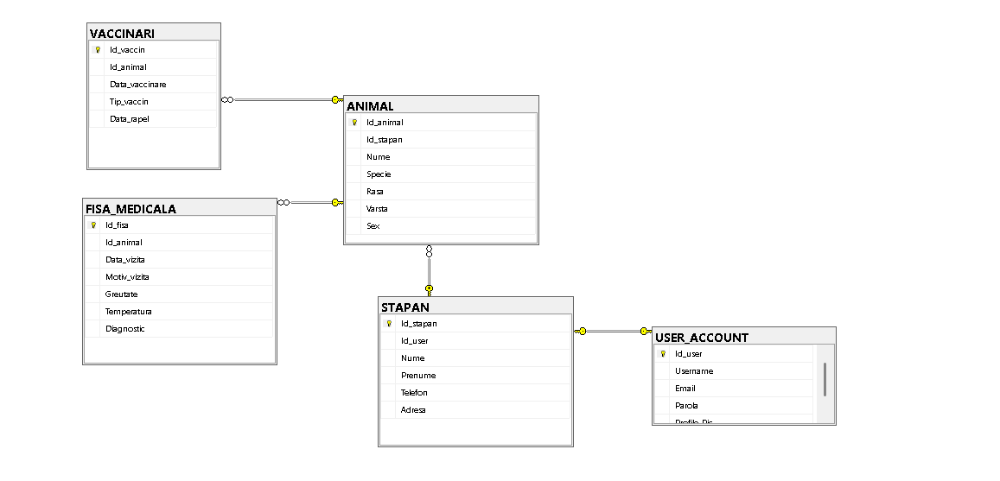 VACCINARI
Id_vaccin
Id_animal
Data_vaccinare
Tip_vaccin
Data_rapel
ANIMAL
Id_animal
Id_stapan
Nume
Specie
Rasa
Varsta
Sex
FISA_MEDICALA
Id_fisa
Id_animal
Data_vizita
Motiv_vizita
Greutate
Temperatura
Diagnostic
STAPAN
Id_stapan
Id_user
Nume
Prenume
Telefon
Adresa
USER_ACCOUNT
Id_user
Username
Email
Parola
Profile_Pic